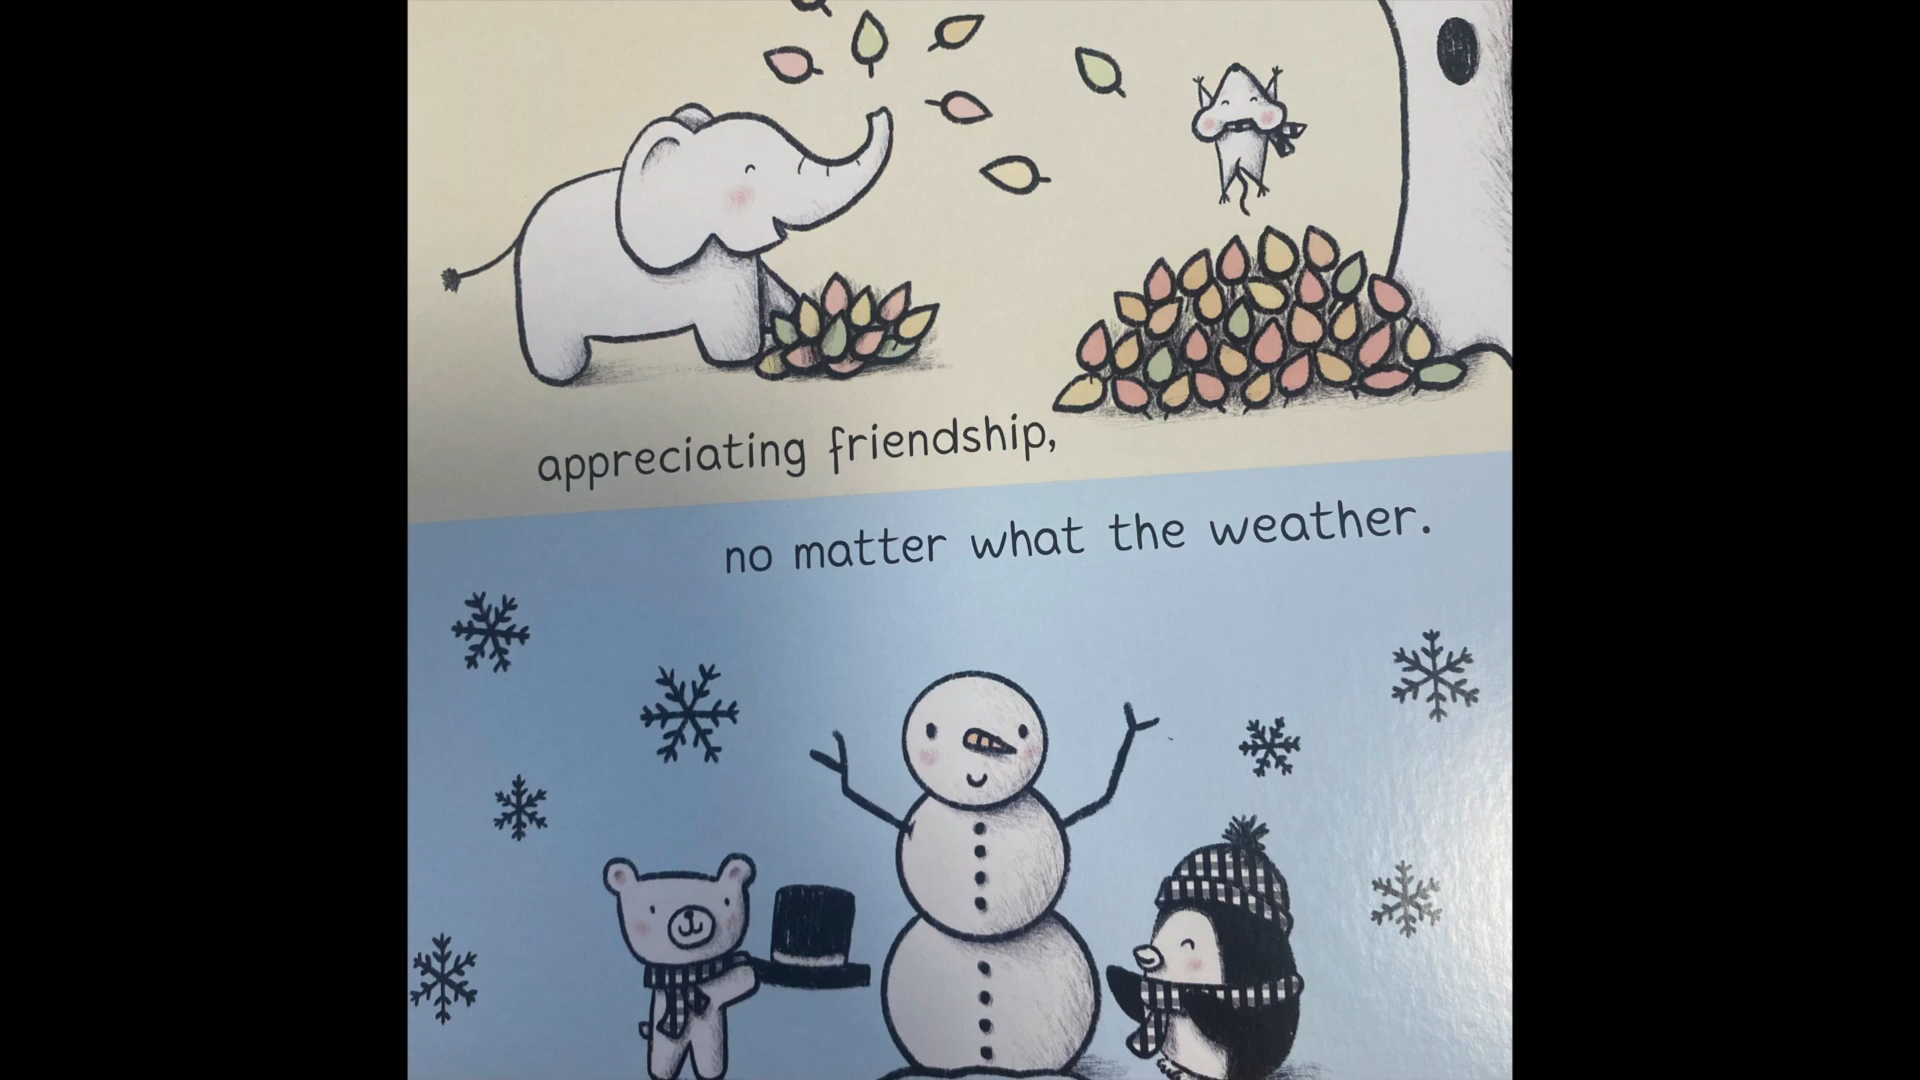 appreciating friendship,
no matter what the weather.